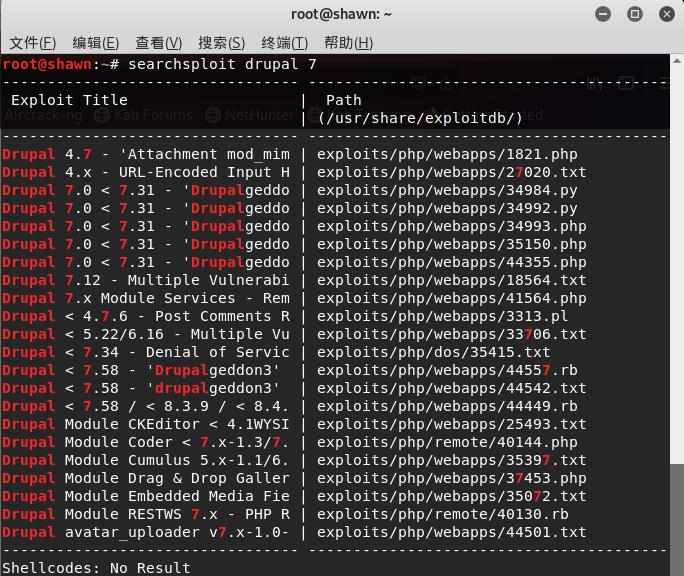 root@shawn: ~
文件(F) 编辑(E) 查看(V) 搜索(S) 终端(T) 帮助(H)
root@shawn:~# searchsploit drupal 7
Exploit Title | Path
Aircrack-ng Kali Forums NetHunter Started
| (/usr/share/exploitdb/)
Drupal 4.7 - 'Attachment mod_mim | exploits/php/webapps/1821.php
Drupal 4.x - URL-Encoded Input H | exploits/php/webapps/27020.txt
Drupal 7.0 < 7.31 - 'Drupalgeddo | exploits/php/webapps/34984.py
Drupal 7.0 < 7.31 - 'Drupalgeddo | exploits/php/webapps/34992.py
Drupal 7.0 < 7.31 - 'Drupalgeddo | exploits/php/webapps/34993.php
Drupal 7.0 < 7.31 - 'Drupalgeddo | exploits/php/webapps/35150.php
Drupal 7.0 < 7.31 - 'Drupalgeddo | exploits/php/webapps/44355.php
Drupal 7.12 - Multiple Vulnerabi | exploits/php/webapps/18564.txt
Drupal 7.x Module Services - Rem | exploits/php/webapps/41564.php
Drupal < 4.7.6 - Post Comments R | exploits/php/webapps/3313.pl
Drupal < 5.22/6.16 - Multiple Vu | exploits/php/webapps/33706.txt
Drupal < 7.34 - Denial of Servic | exploits/php/dos/35415.txt
Drupal < 7.58 - 'Drupalgeddon3' | exploits/php/webapps/44557.rb
Drupal < 7.58 - 'drupalgeddon3' | exploits/php/webapps/44542.txt
Drupal < 7.58 / < 8.3.9 / < 8.4. | exploits/php/webapps/44449.rb
Drupal Module CKEditor < 4.1WYSI | exploits/php/webapps/25493.txt
Drupal Module Coder < 7.x-1.3/7. | exploits/php/remote/40144.php
Drupal Module Cumulus 5.x-1.1/6. | exploits/php/webapps/35397.txt
Drupal Module Drag & Drop Galler | exploits/php/webapps/37453.php
Drupal Module Embedded Media Fie | exploits/php/webapps/35072.txt
Drupal Module RESTWS 7.x - PHP R | exploits/php/remote/40130.rb
Drupal avatar_uploader v7.x-1.0- | exploits/php/webapps/44501.txt
Shellcodes: No Result